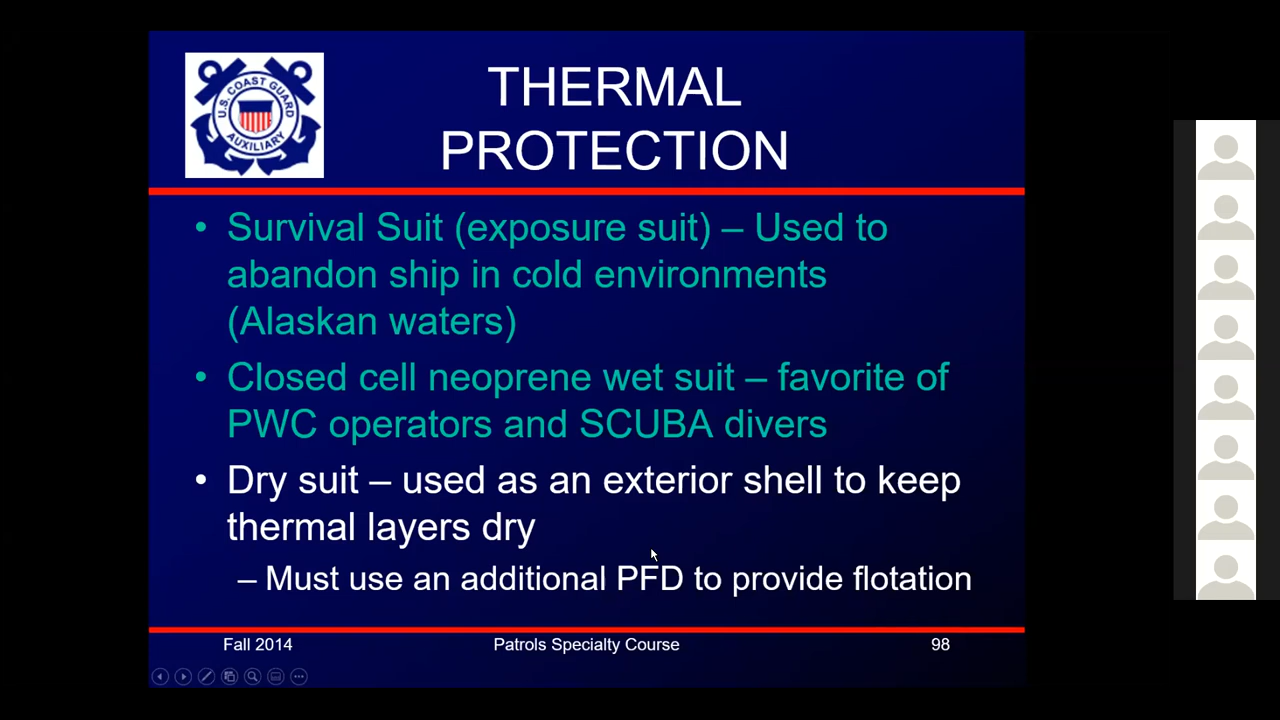 U.S. COAST GUARD
AUXILIARY
THERMAL
PROTECTION
• Survival Suit (exposure suit) – Used to
abandon ship in cold environments
(Alaskan waters)
• Closed cell neoprene wet suit – favorite of
PWC operators and SCUBA divers
• Dry suit – used as an exterior shell to keep
thermal layers dry
– Must use an additional PFD to provide flotation
Fall 2014 Patrols Specialty Course 98